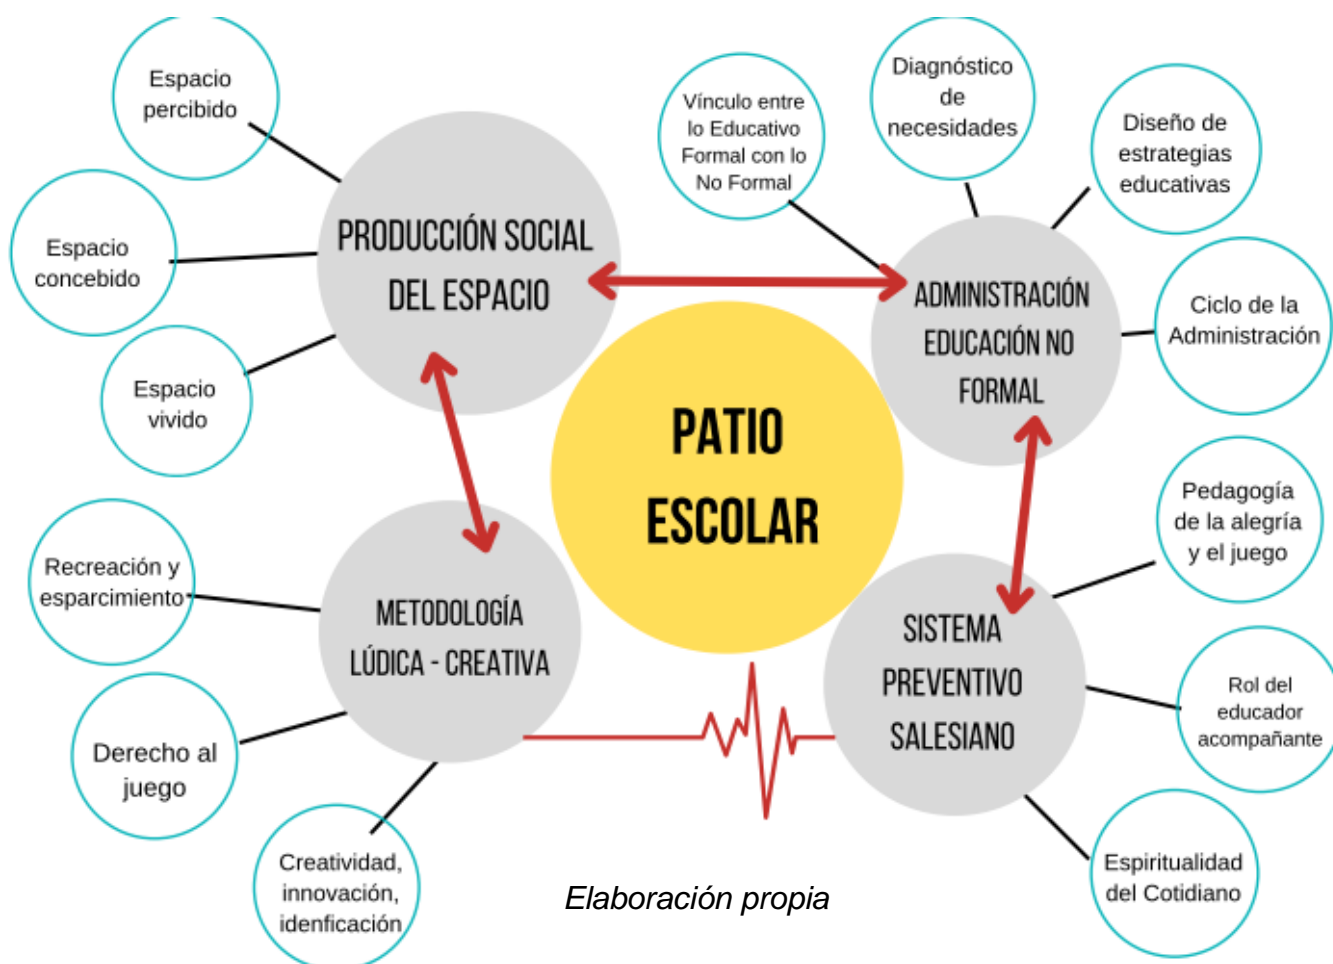 Espacio
percibido
Espacio
concebido
Espacio
vivido
PRODUCCIÓN SOCIAL
DEL ESPACIO
Vínculo entre
lo Educativo
Formal con lo
No Formal
Diagnóstico
de
necesidades
Diseño de
estrategias
educativas
Ciclo de la
Administración
ADMINISTRACIÓN
EDUCACIÓN NO
FORMAL
PATIO
ESCOLAR
Recreación y
esparcimiento
Derecho al
juego
Creatividad,
innovación,
idenficación
METODOLOGÍA
LÚDICA - CREATIVA
SISTEMA
PREVENTIVO
SALESIANO
Pedagogía
de la alegría
y el juego
Rol del
educador
acompañante
Espiritualidad
del Cotidiano
Elaboración propia